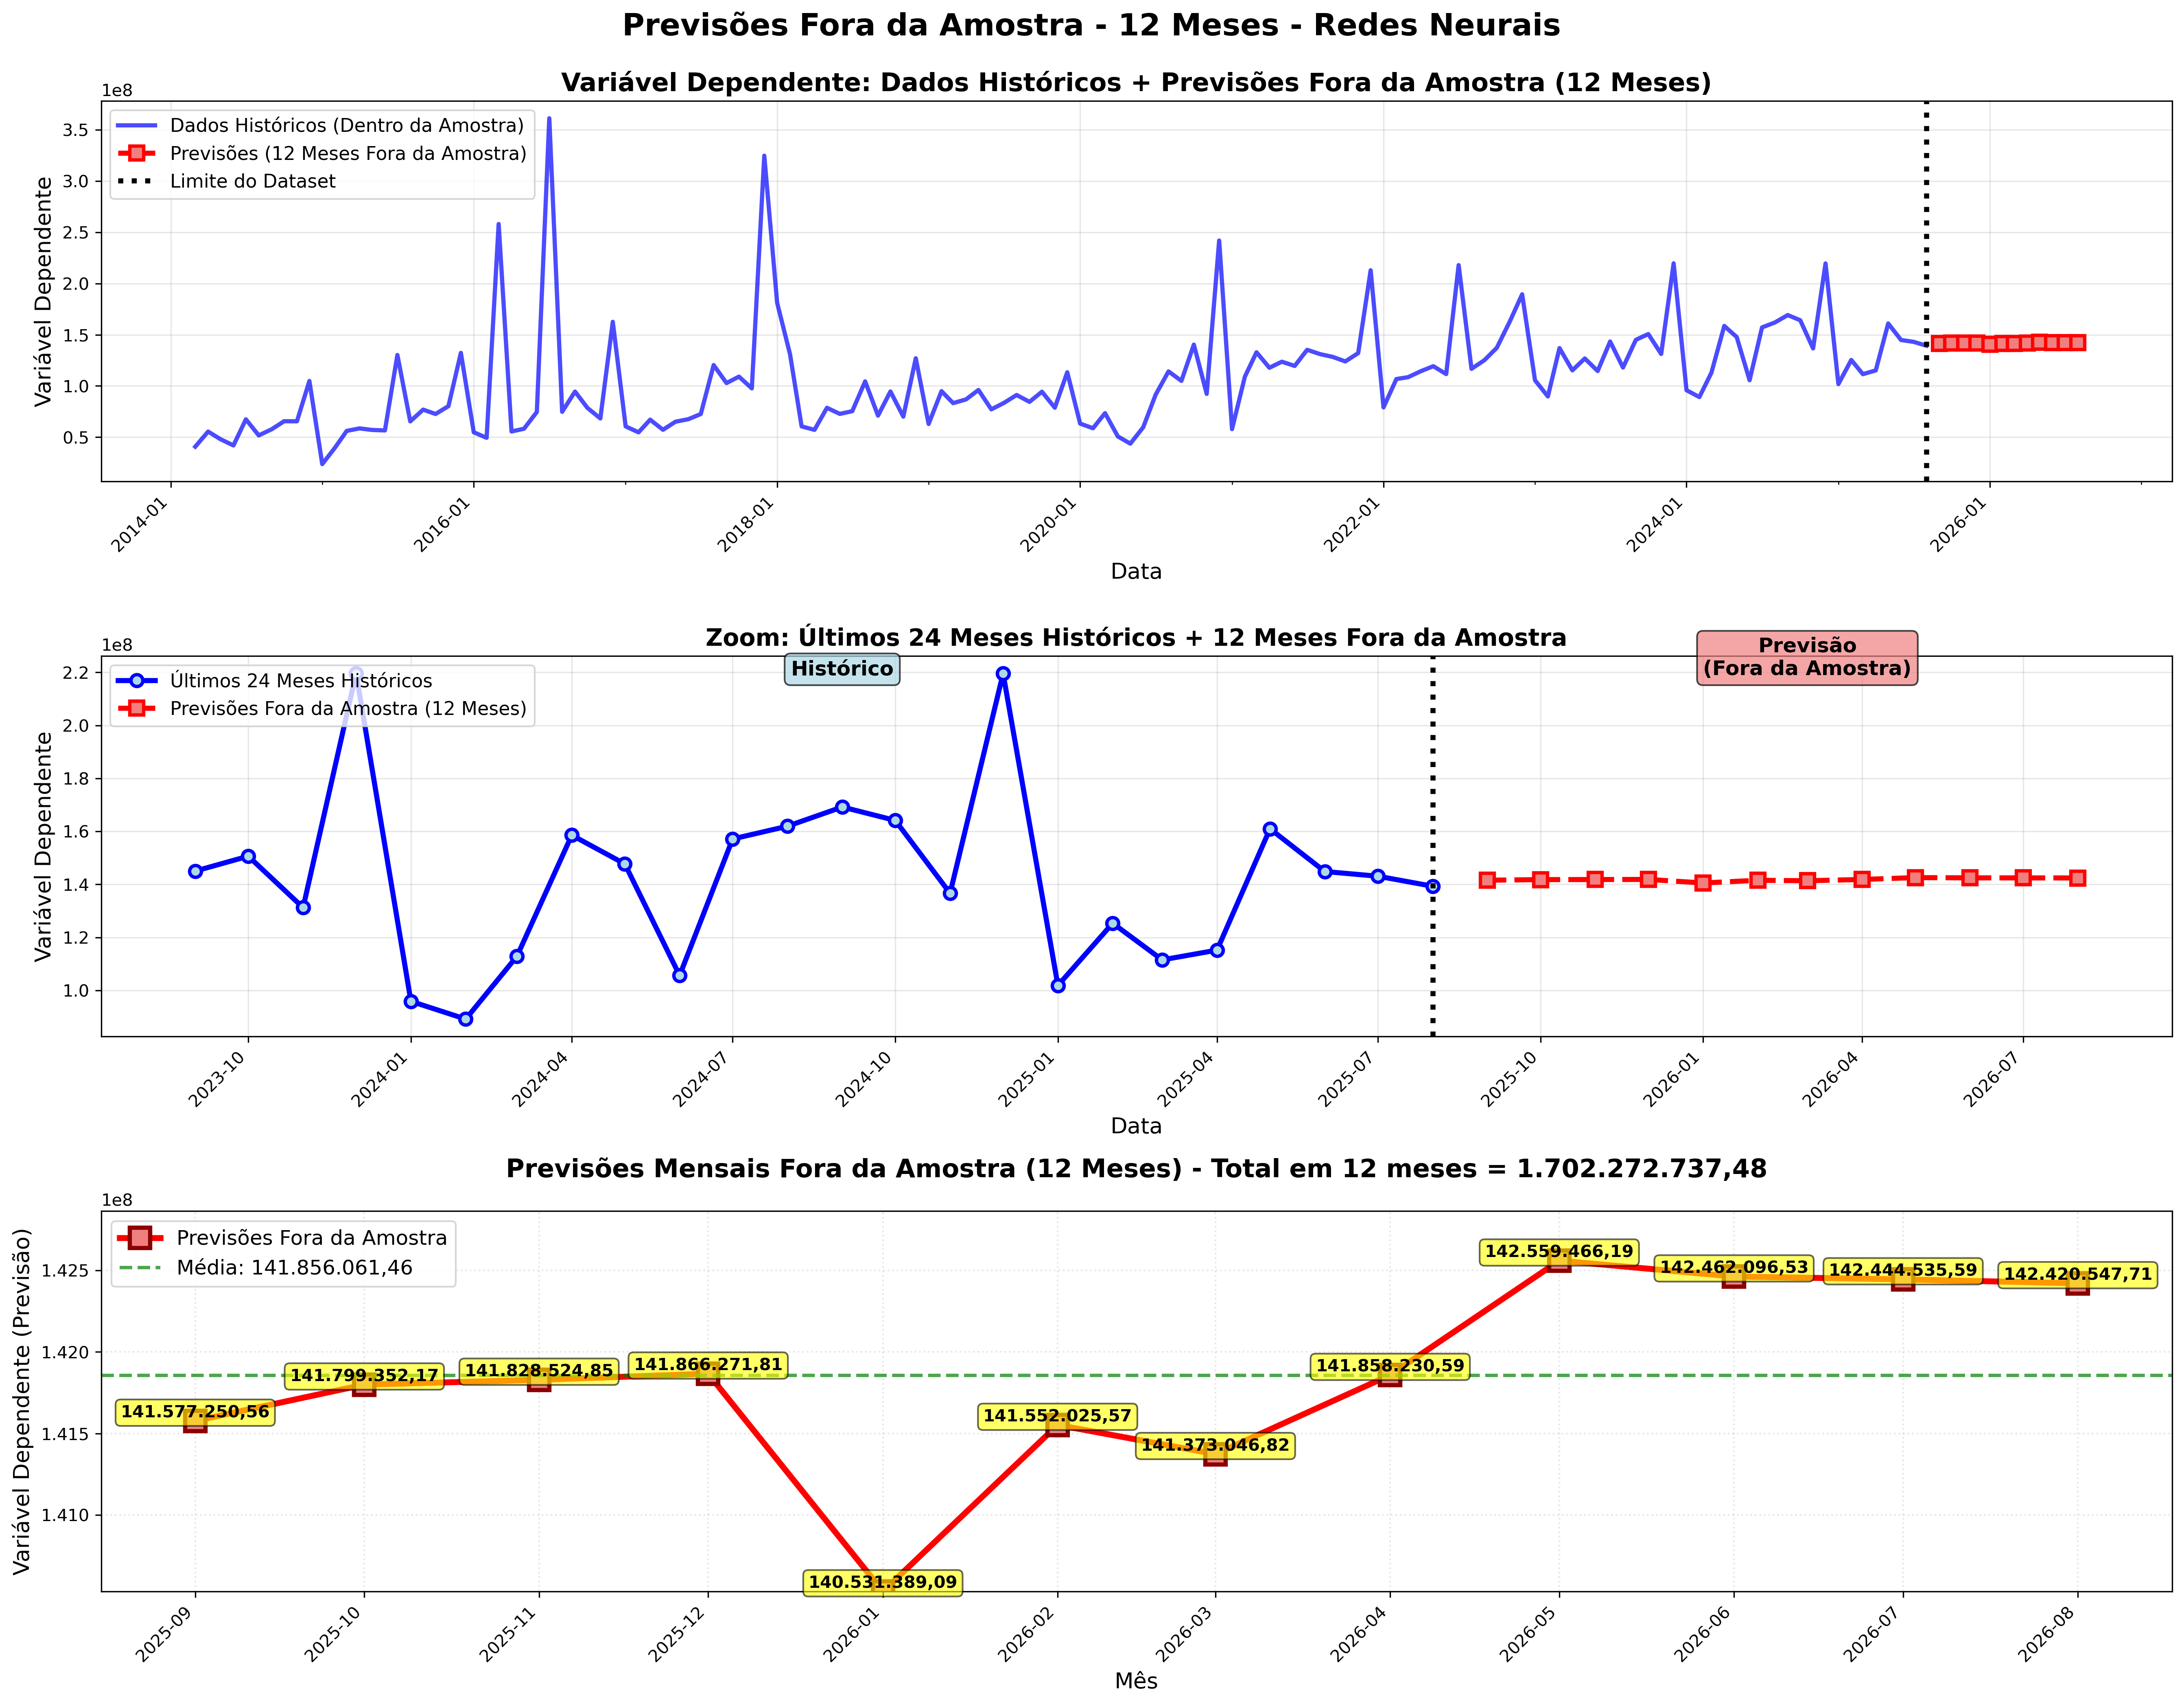 Previsões Fora da Amostra - 12 Meses - Redes Neurais
Variável Dependente: Dados Históricos + Previsões Fora da Amostra (12 Meses)
1e8
Dados Históricos (Dentro da Amostra)
Previsões (12 Meses Fora da Amostra)
Limite do Dataset
Variável Dependente
3.5
3.0
2.5
2.0
1.5
1.0
0.5
2014-01
2016-01
2018-01
2020-01
2022-01
2024-01
2026-01
Data
Zoom: Últimos 24 Meses Históricos + 12 Meses Fora da Amostra
1e8
Últimos 24 Meses Históricos
Previsões Fora da Amostra (12 Meses)
Histórico
Previsão
(Fora da Amostra)
Variável Dependente
2.2
2.0
1.8
1.6
1.4
1.2
1.0
2023-10
2024-01
2024-04
2024-07
2024-10
2025-01
2025-04
2025-07
2025-10
2026-01
2026-04
2026-07
Data
Previsões Mensais Fora da Amostra (12 Meses) - Total em 12 meses = 1.702.272.737,48
1e8
Previsões Fora da Amostra
Média: 141.856.061,46
Variável Dependente (Previsão)
1.425
1.420
1.415
1.410
141.577.250,56
141.799.352,17
141.828.524,85
141.866.271,81
140.531.389,09
141.552.025,57
141.373.046,82
141.858.230,59
142.559.466,19
142.462.096,53
142.444.535,59
142.420.547,71
2025-09
2025-10
2025-11
2025-12
2026-01
2026-02
2026-03
2026-04
2026-05
2026-06
2026-07
2026-08
Mês